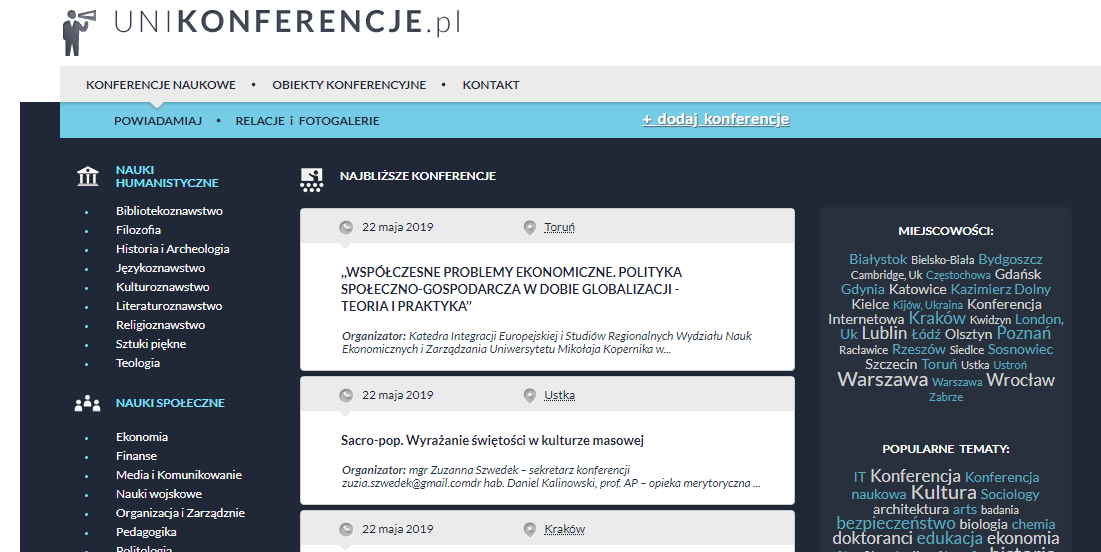 UNIKONFERENCJE.pl
KONFERENCJE NAUKOWE • OBIEKTY KONFERENCYJNE • KONTAKT
POWIADAMIAJ • RELACJE i FOTOGALERIE
+ dodaj konferencje
NAUKI
HUMANISTYCZNE
Bibliotekoznawstwo
Filozofia
Historia i Archeologia
Językoznawstwo
Kulturoznawstwo
Literaturoznawstwo
Religioznawstwo
Sztuki piękne
Teologia
NAUKI SPOŁECZNE
Ekonomia
Finanse
Media i Komunikowanie
Nauki wojskowe
Organizacja i Zarządznie
Pedagogika
Politologia
NAJBLIŻSZE KONFERENCJE
22 maja 2019 Toruń
„WSPÓŁCZESNE PROBLEMY EKONOMICZNE. POLITYKA
SPOŁECZNO-GOSPODARCZA W DOBIE GLOBALIZACJI -
TEORIA I PRAKTYKA”
Organizator: Katedra Integracji Europejskiej i Studiów Regionalnych Wydziału Nauk
Ekonomicznych i Zarządzania Uniwersytetu Mikołaja Kopernika w...
22 maja 2019 Ustka
Sacro-pop. Wyrażanie świętości w kulturze masowej
Organizator: mgr Zuzanna Szwedek – sekretarz konferencji
zuzia.szwedek@gmail.comdr hab. Daniel Kalinowski, prof. AP – opieka merytoryczna ...
22 maja 2019 Kraków
MIEJSCOWOŚCI:
Białystok Bielsko-Biała Bydgoszcz
Cambridge, Uk Częstochowa Gdańsk
Gdynia Katowice Kazimierz Dolny
Kielce Kijów, Ukraina Konferencja
Internetowa Kraków Kwidzyn London,
Uk Lublin Łódź Olsztyn Poznań
Racławice Rzeszów Siedlce Sosnowiec
Szczecin Toruń Ustka Ustroń
Warszawa Warszawa Wrocław
Zabrze
POPULARNE TEMATY:
IT Konferencja Konferencja
naukowa Kultura Sociology
architektura arts badania
bezpieczeństwo biologia chemia
doktoranci edukacja ekonomia
historia